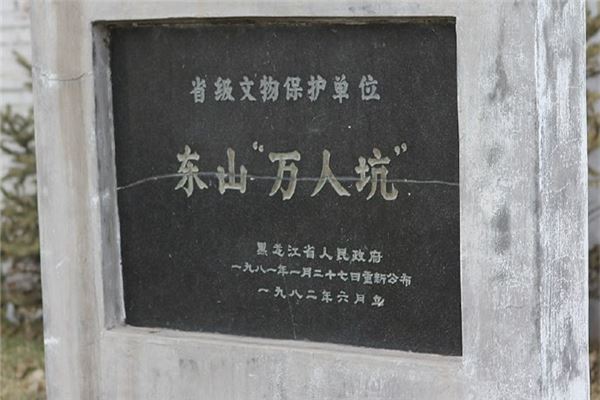 省级文物保护单位
东山“万人坑”
黑龙江省人民政府
一九八一年一月二十七日重新公布
一九八二年六月立